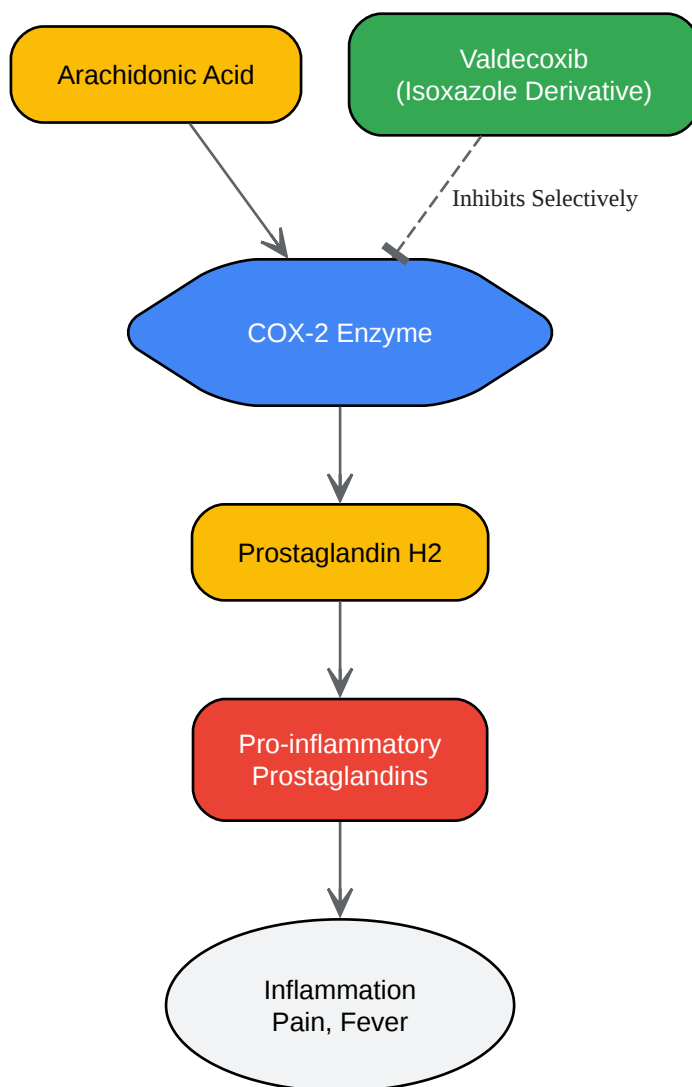 Arachidonic Acid
Valdecoxib
(Isoxazole Derivative)
Inhibits Selectively
COX-2 Enzyme
Prostaglandin H2
Pro-inflammatory
Prostaglandins
Inflammation
Pain, Fever